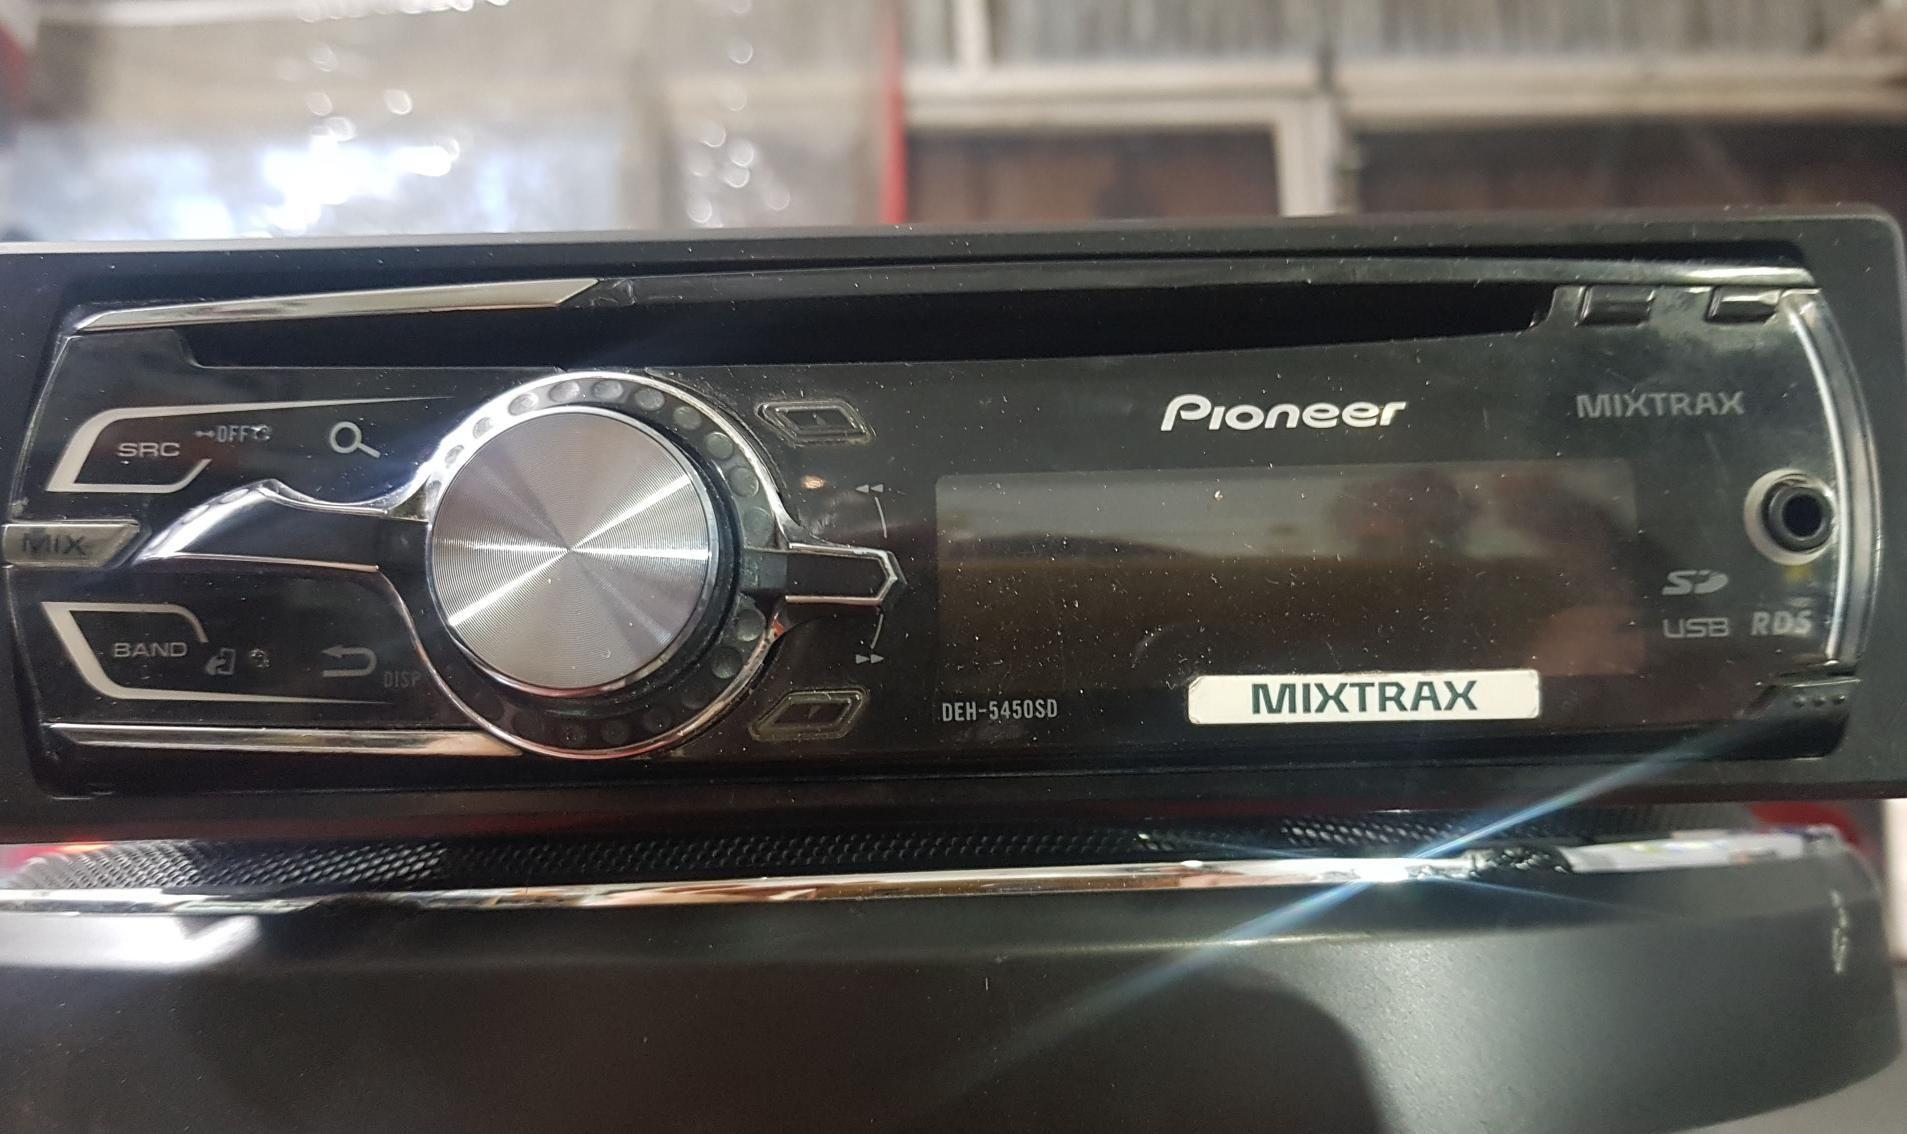 Pioneer
MIXTRAX
SRC
OFF
MIX
BAND
DISP
SD
USB RDS
DEH-5450SD
MIXTRAX